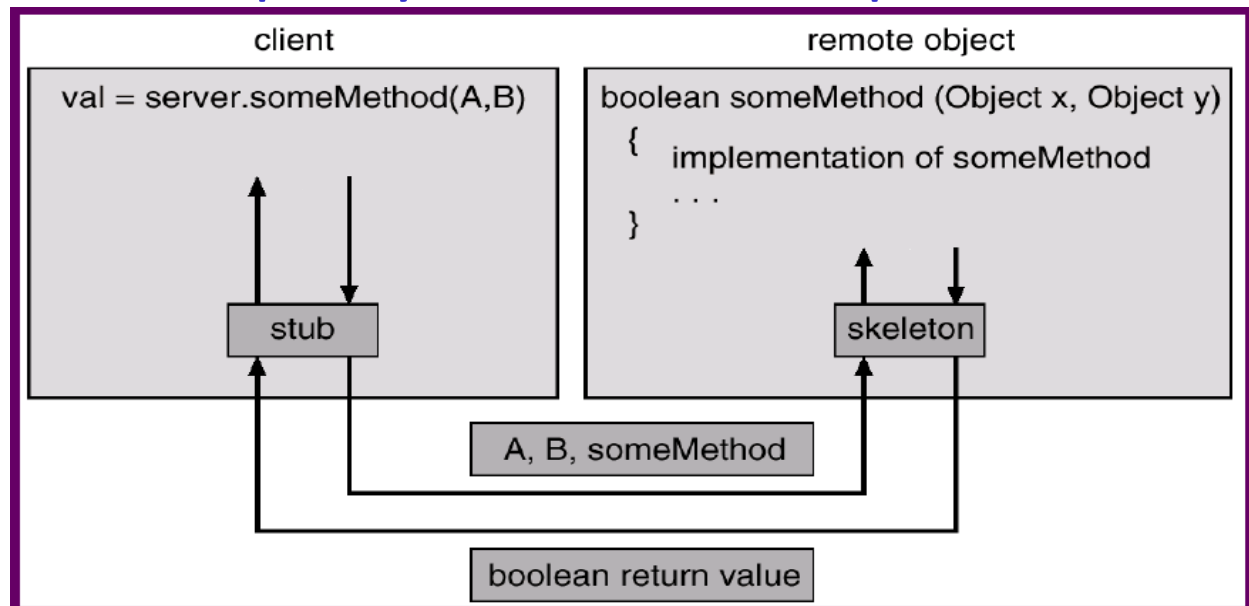 client
val = server.someMethod(A,B)
stub
remote object
boolean someMethod (Object x, Object y)
{
implementation of someMethod
. . .
}
skeleton
A, B, someMethod
boolean return value